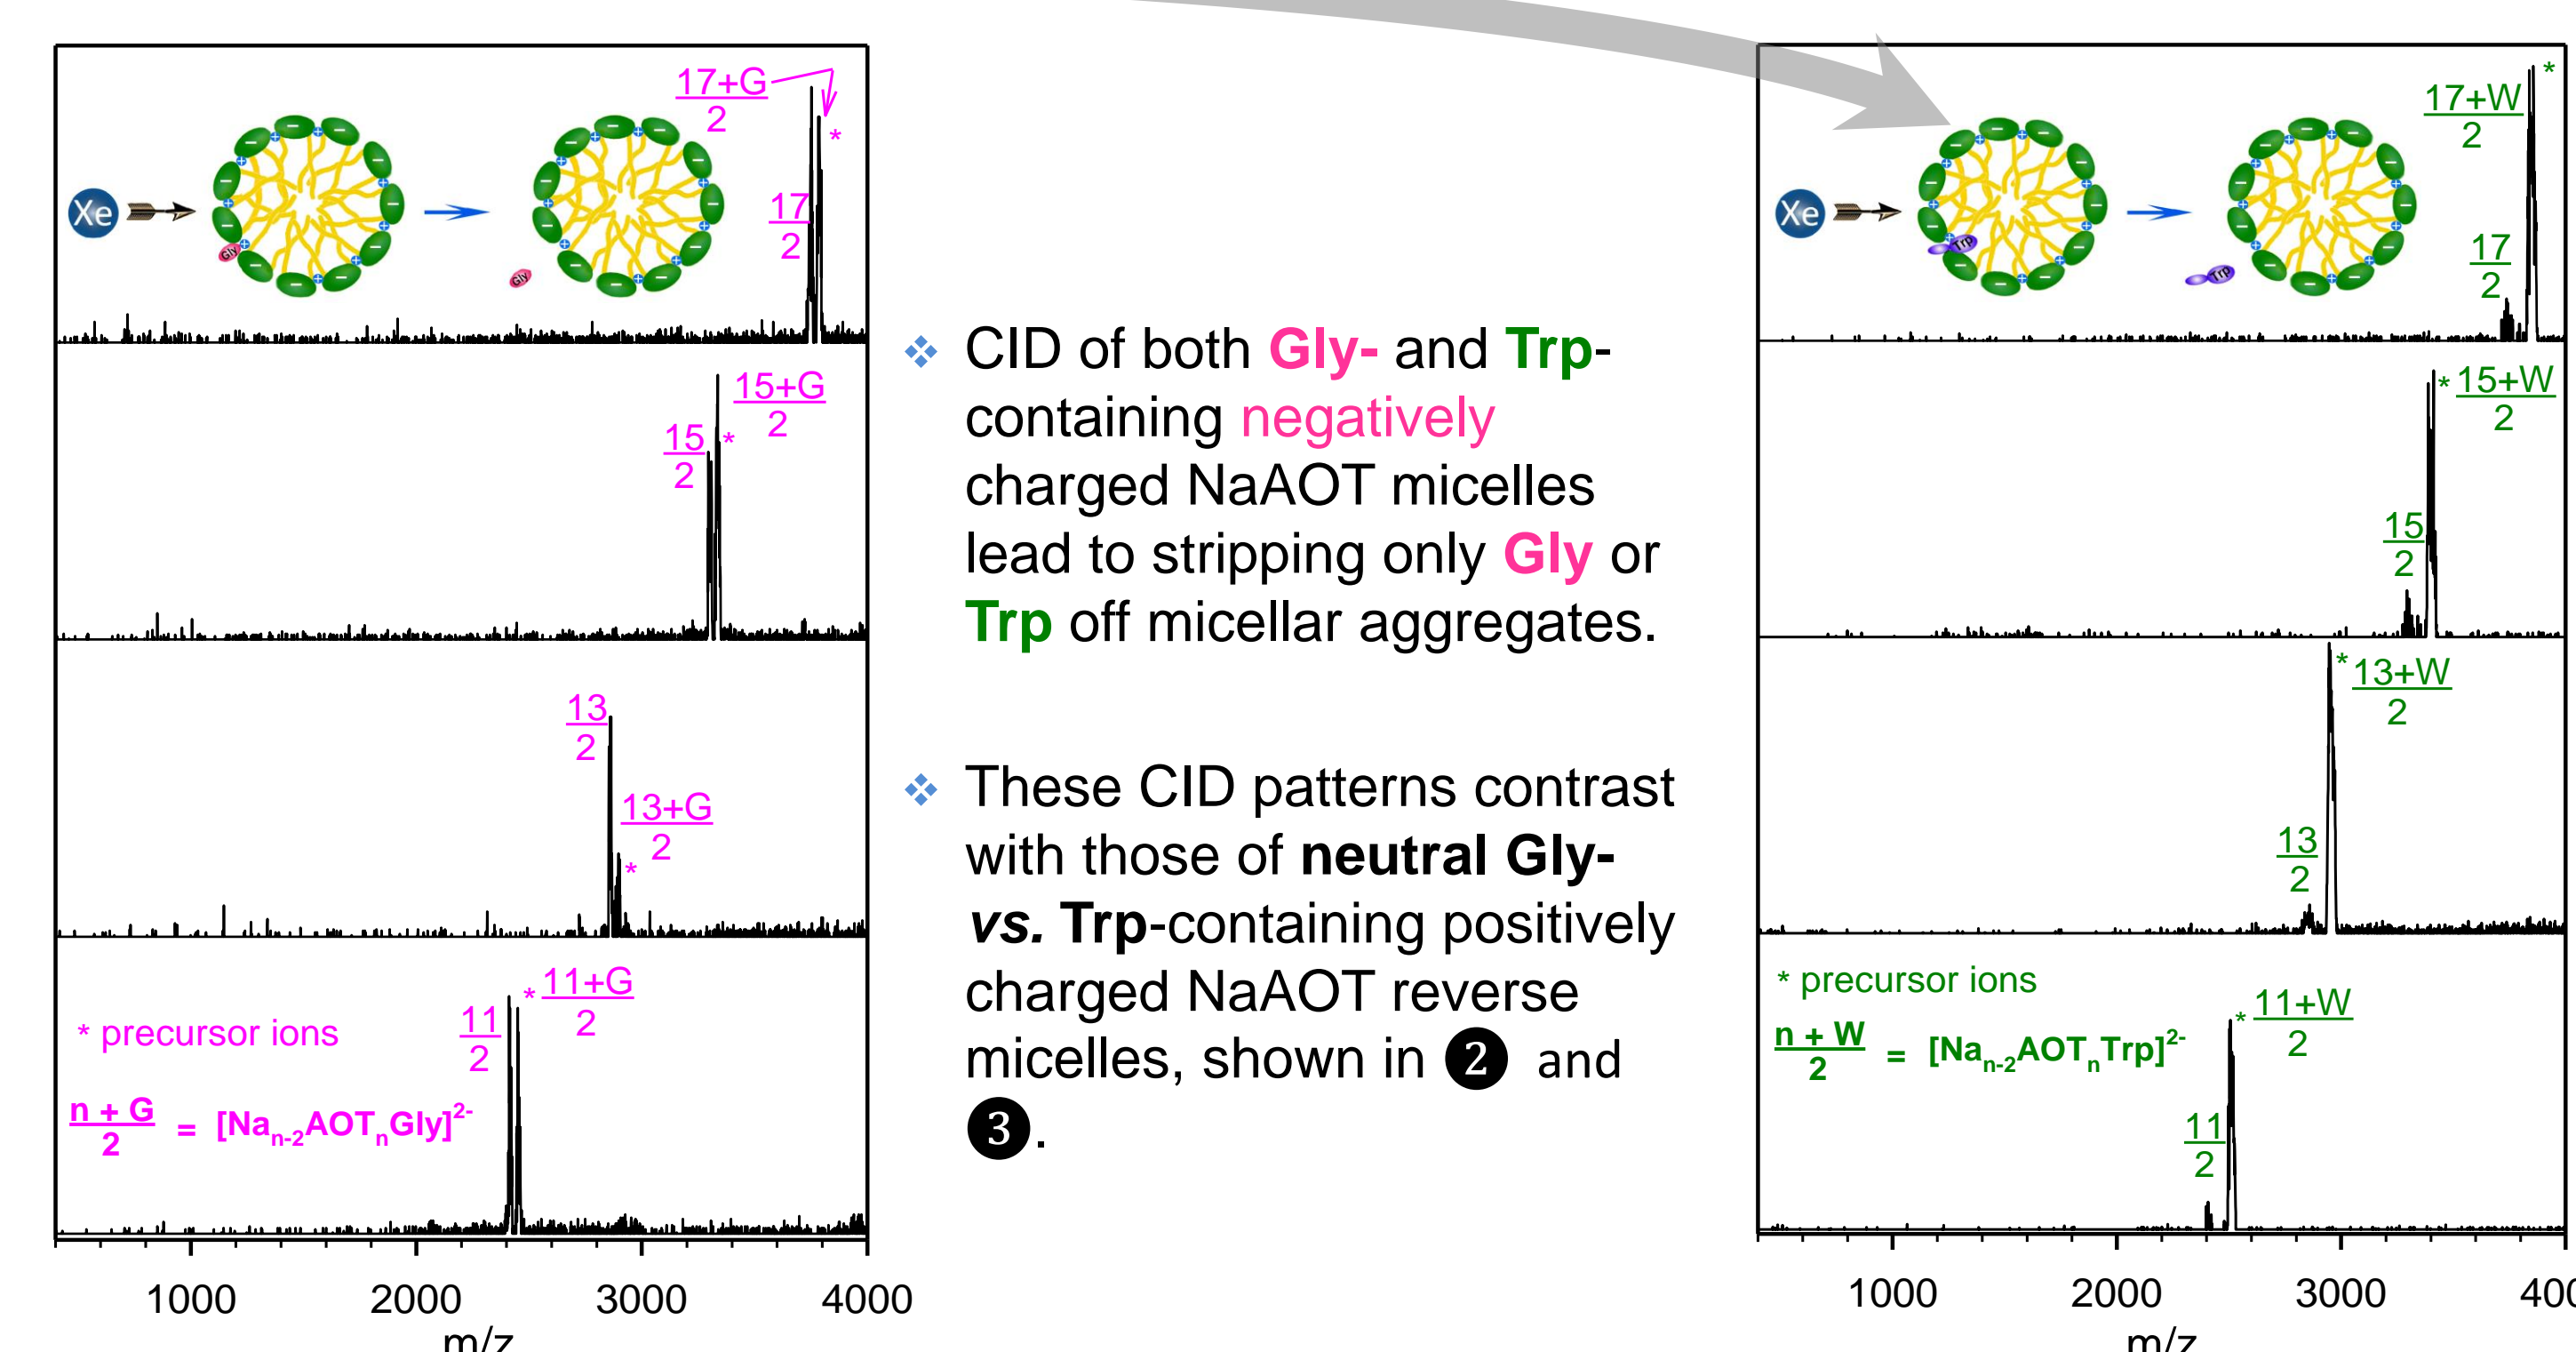 17+G
2
*
17
2
Xe
Gly
Gly
15+G
2
15
2
*
13
2
13+G
2
*
* 11+G
2
11
2
* precursor ions
n + G
2
= [Nan-2AOTnGly]2-
1000 2000 3000 4000
m/z
❖ CID of both Gly- and Trp-
containing negatively
charged NaAOT micelles
lead to stripping only Gly or
Trp off micellar aggregates.
❖ These CID patterns contrast
with those of neutral Gly-
vs. Trp-containing positively
charged NaAOT reverse
micelles, shown in ❷ and
❸.
*
17+W
2
17
2
Xe
Trp
Trp
* 15+W
2
15
2
* 13+W
2
13
2
* precursor ions
* 11+W
2
n + W
2
= [Nan-2AOTnTrp]2-
11
2
1000 2000 3000
m/z